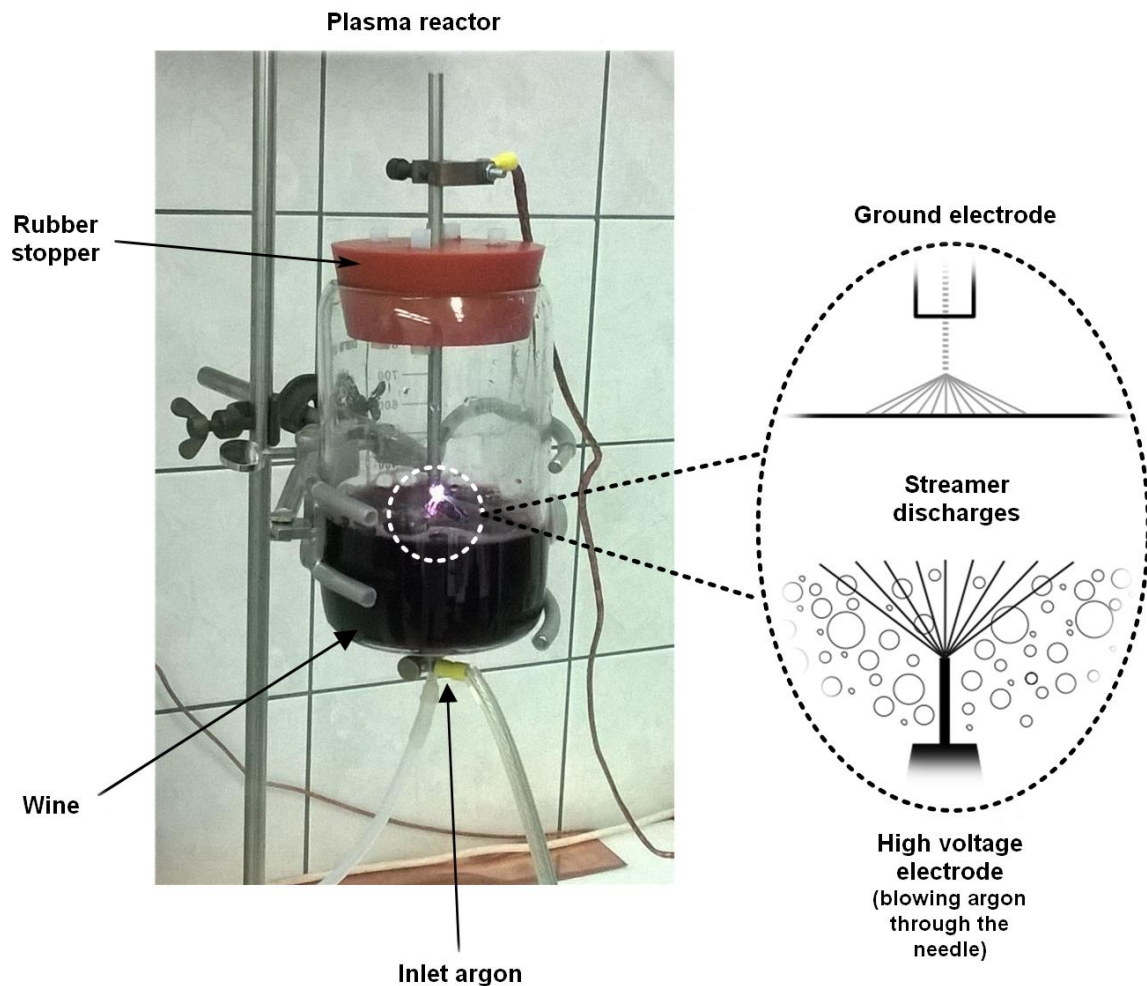 Plasma reactor
Rubber
stopper
Ground electrode
Streamer
discharges
Wine
High voltage
electrode
(blowing argon
through the
needle)
Inlet argon